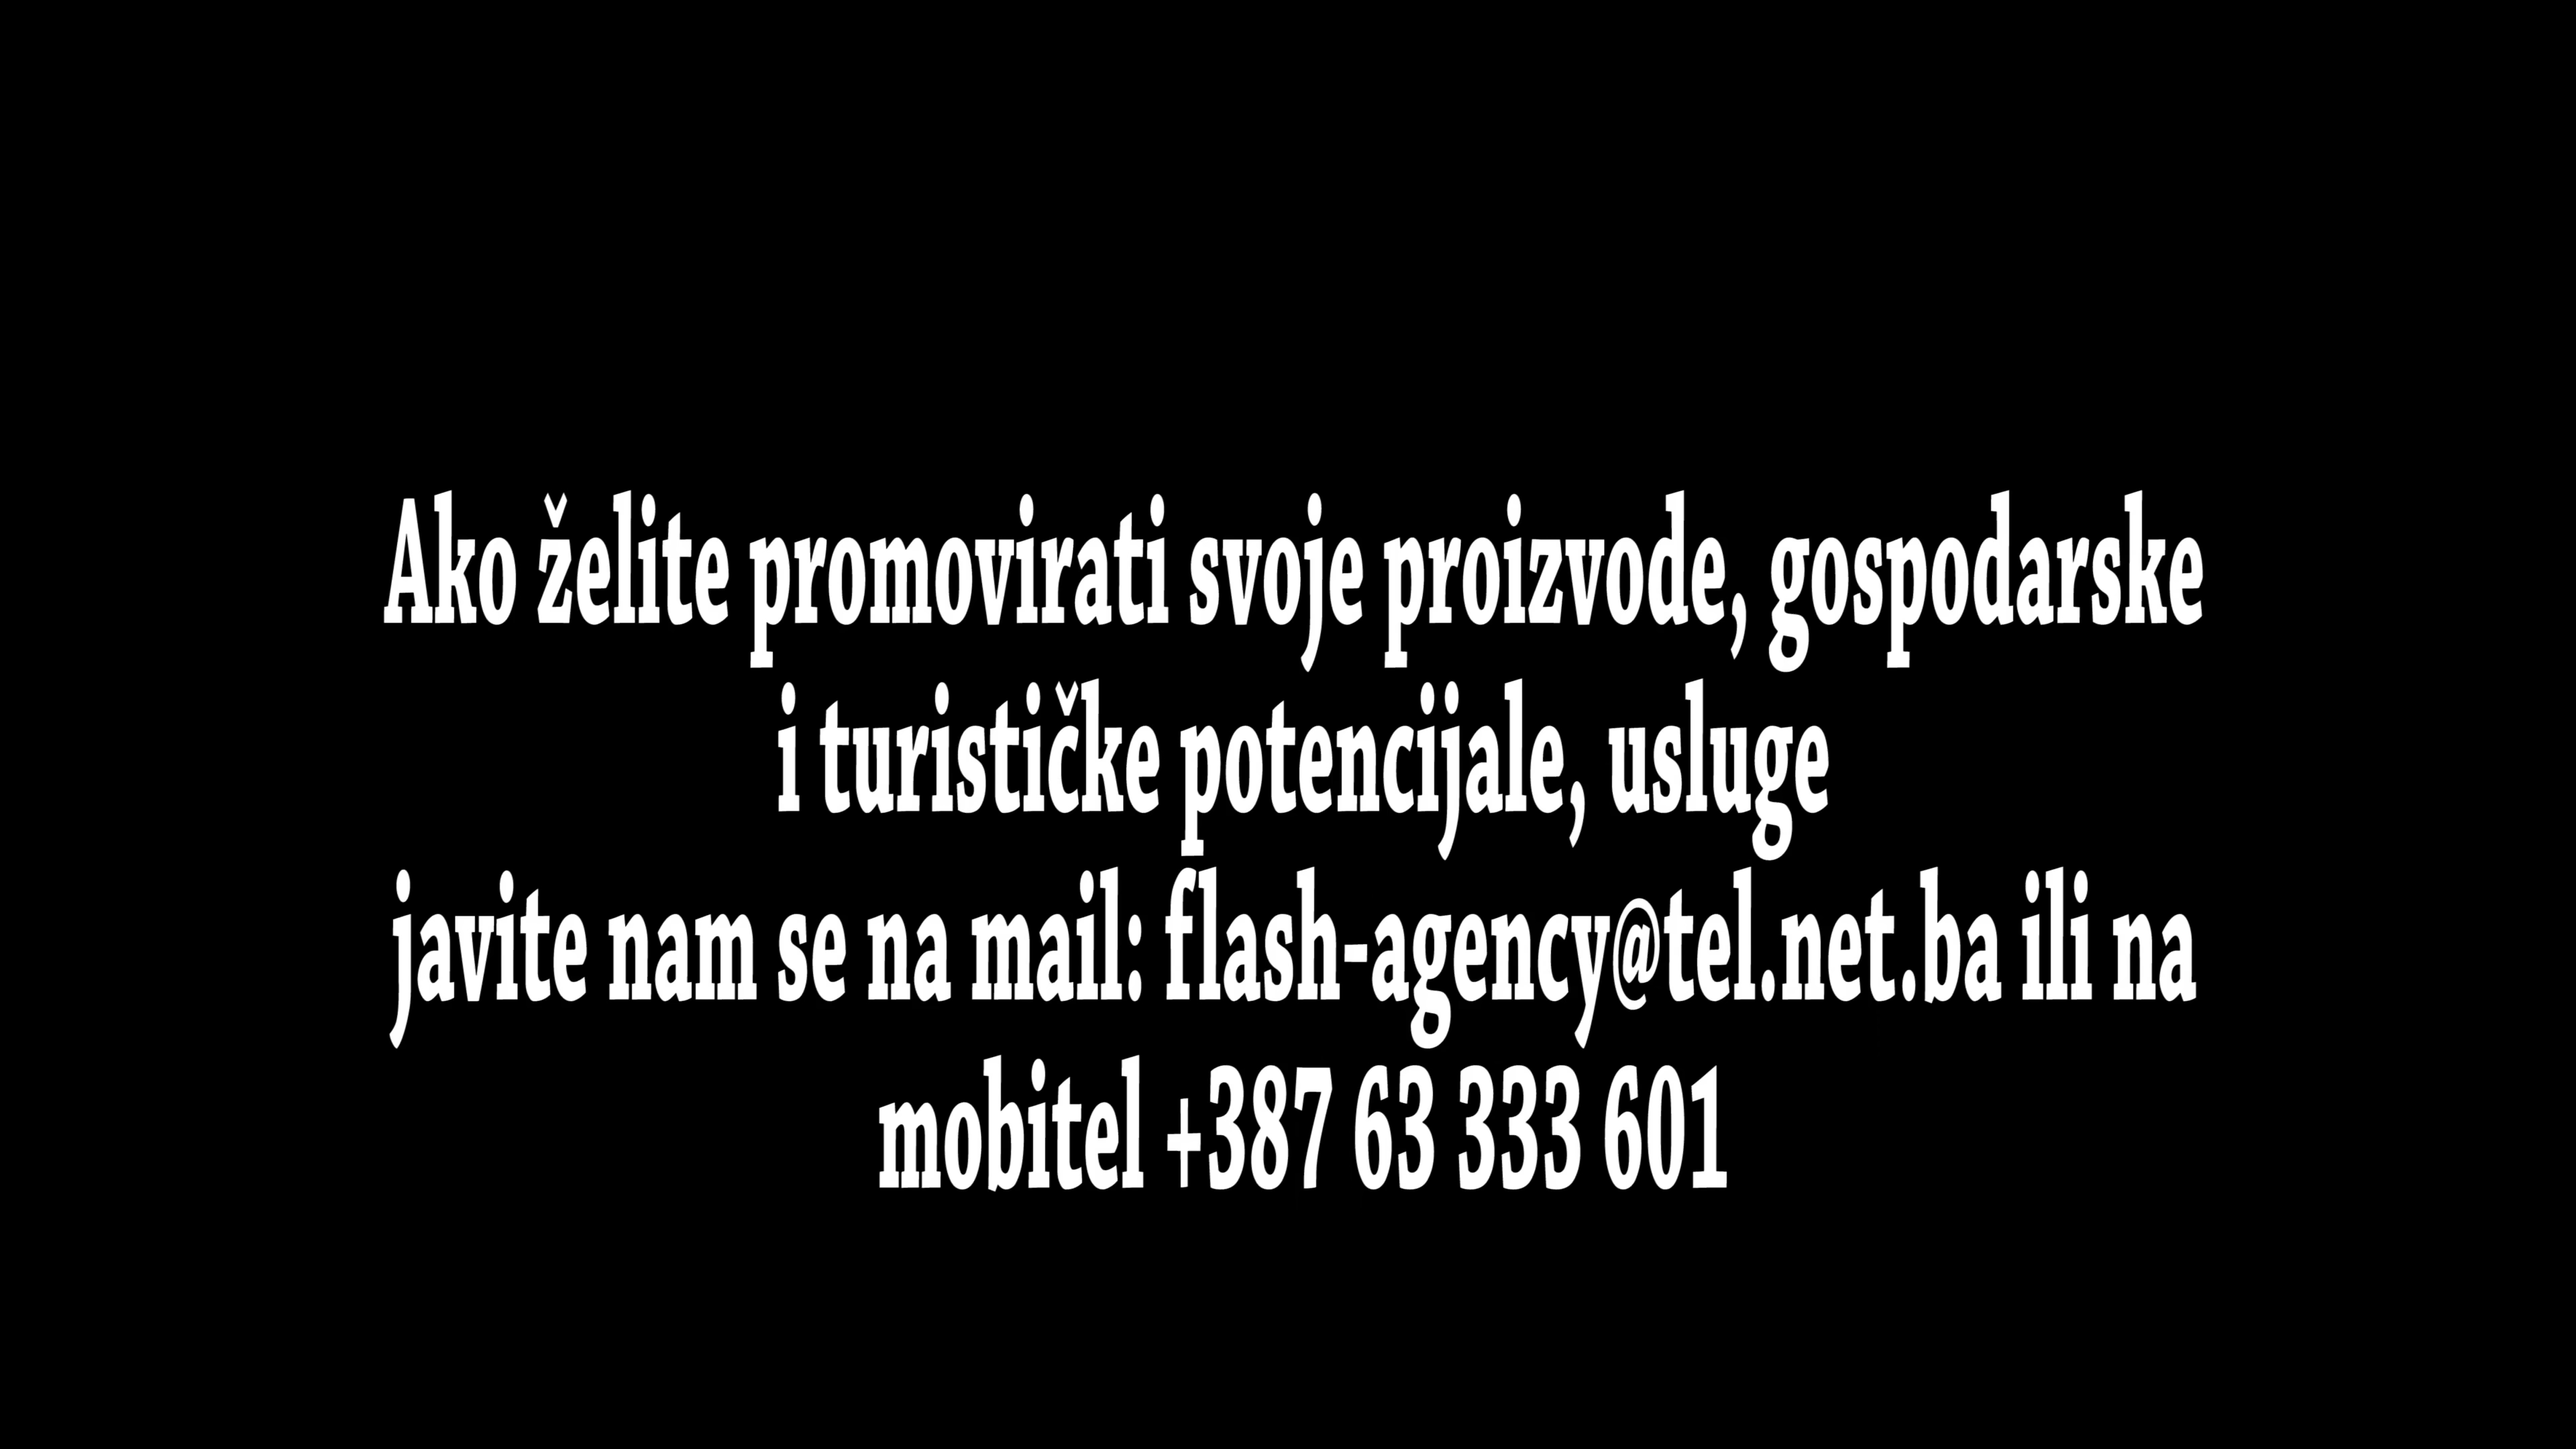 Ako želite promovirati svoje proizvode, gospodarske
i turističke potencijale, usluge
javite nam se na mail: flash-agency@tel.net.ba ili na
mobitel +387 63 333 601